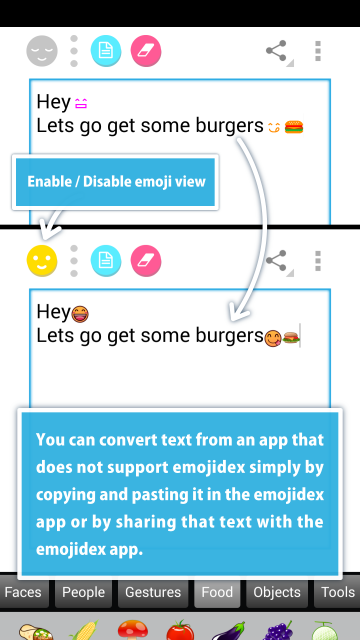 Hey
Lets go get some burgers
Enable / Disable emoji view
Hey
Lets go get some burgers
You can convert text from an app that
does not support emojidex simply by
copying and pasting it in the emojidex
app or by sharing that text with the
emojidex app.
Faces People Gestures Food Objects Tools